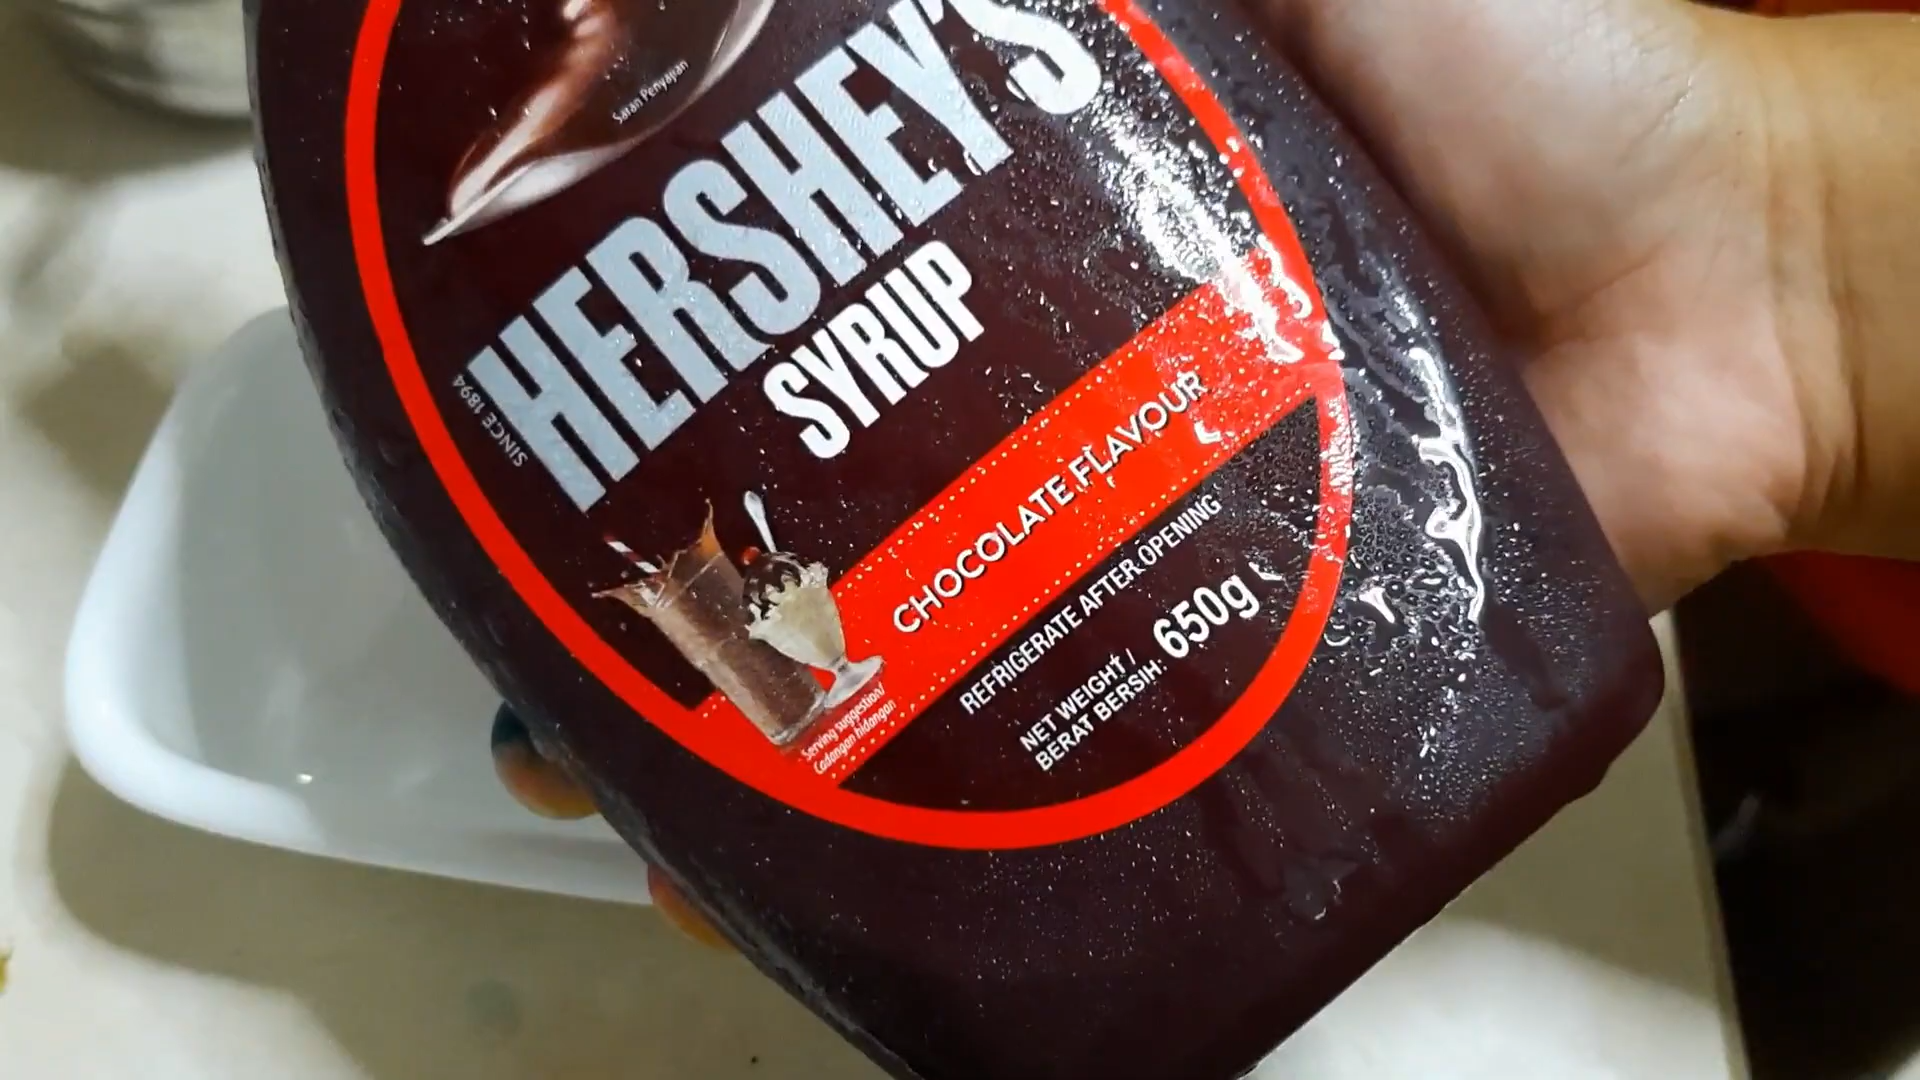 Saran Penyajian
HERSHEY'S
SINCE 1894
SYRUP
CHOCOLATE FLAVOUR
REFRIGERATE AFTER OPENING
NET WEIGHT /
BERAT BERSIH: 650g
Serving suggestion/
Cadangan hidangan